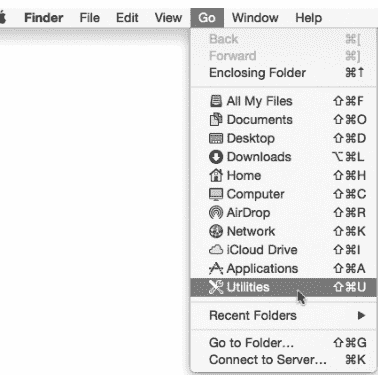 Finder File Edit View Go Window Help
Back ⌘[
Forward ⌘]
Enclosing Folder ⌘↑
All My Files ⇧⌘F
Documents ⇧⌘O
Desktop ⇧⌘D
Downloads ⌥⌘L
Home ⇧⌘H
Computer ⇧⌘C
AirDrop ⇧⌘R
Network ⇧⌘K
iCloud Drive ⇧⌘I
Applications ⇧⌘A
Utilities ⇧⌘U
Recent Folders ▶
Go to Folder... ⇧⌘G
Connect to Server... ⌘K